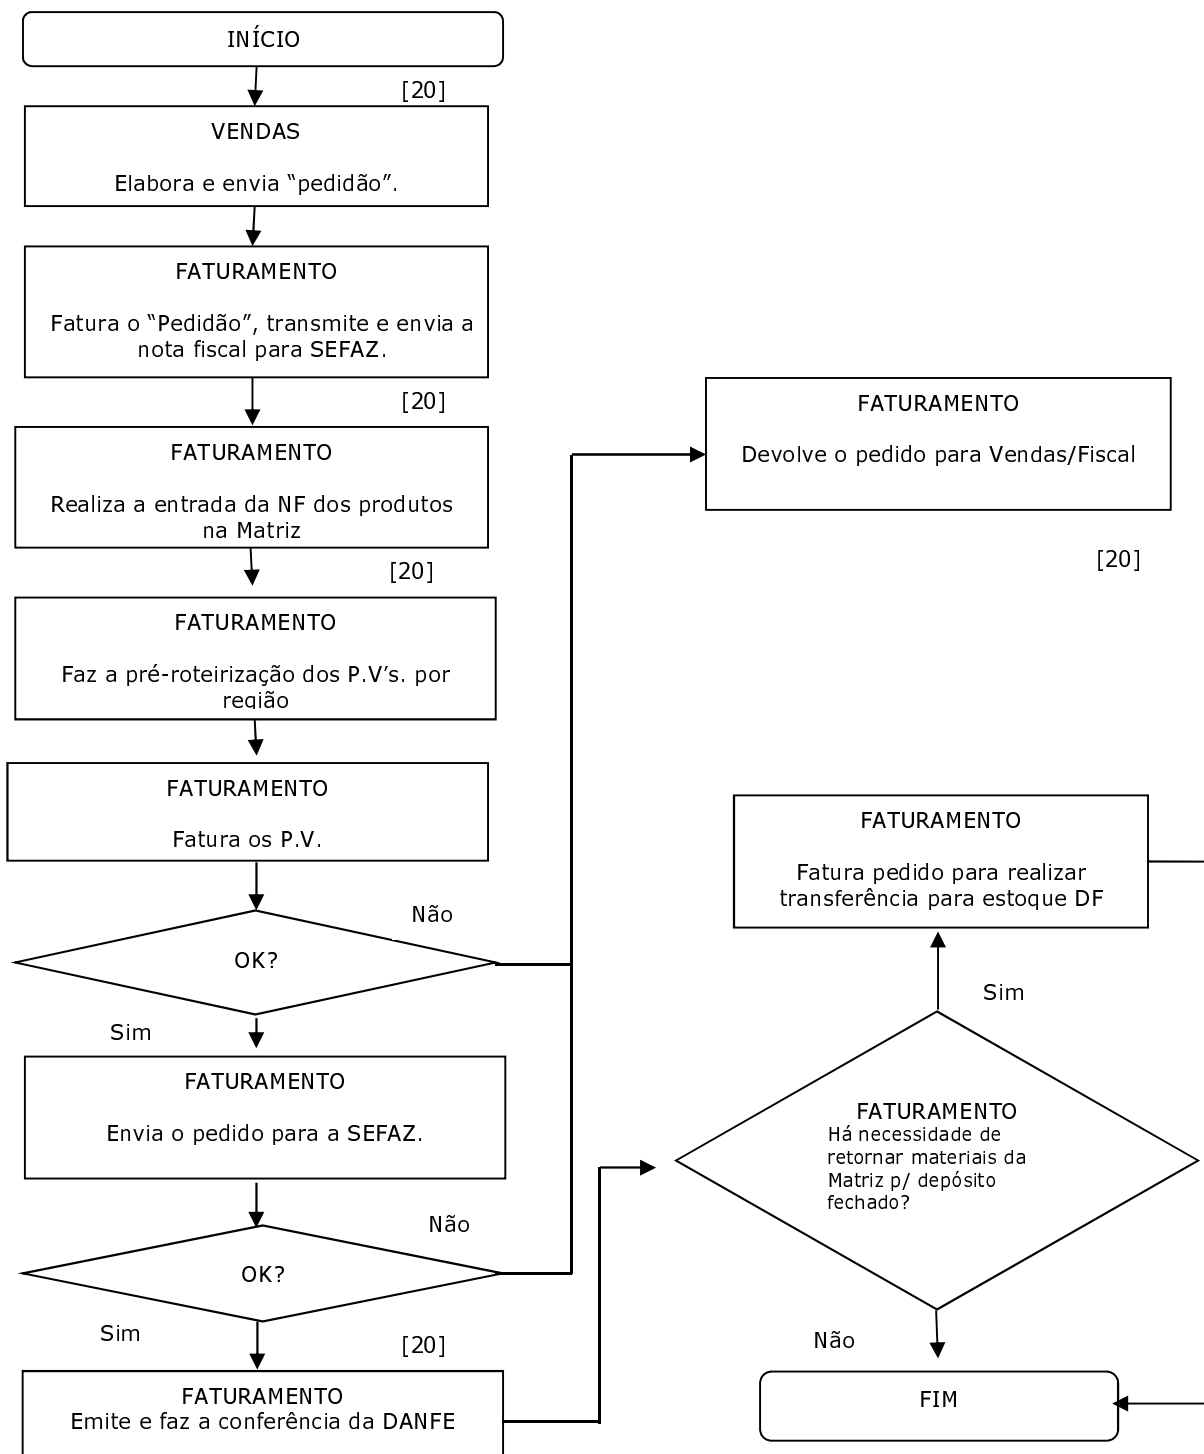 INÍCIO
[20]
VENDAS
Elabora e envia “pedidão”.
FATURAMENTO
Fatura o “Pedidão”, transmite e envia a
nota fiscal para SEFAZ.
[20]
FATURAMENTO
Realiza a entrada da NF dos produtos
na Matriz
[20]
FATURAMENTO
Faz a pré-roteirização dos P.V’s. por
região
FATURAMENTO
Fatura os P.V.
Não
OK?
Sim
FATURAMENTO
Envia o pedido para a SEFAZ.
Não
OK?
Sim
[20]
FATURAMENTO
Emite e faz a conferência da DANFE
FATURAMENTO
Devolve o pedido para Vendas/Fiscal
[20]
FATURAMENTO
Fatura pedido para realizar
transferência para estoque DF
Sim
FATURAMENTO
Há necessidade de
retornar materiais da
Matriz p/ depósito
fechado?
Não
FIM